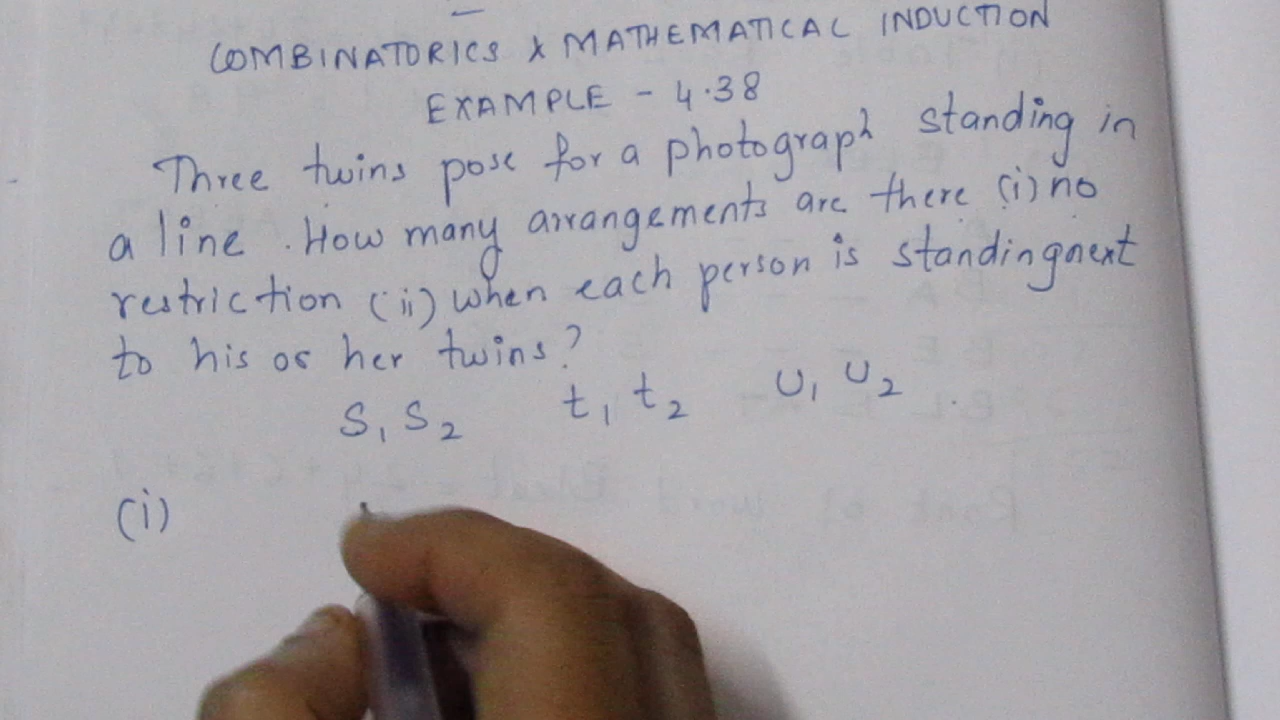 COMBINATORICS & MATHEMATICAL INDUCTION
EXAMPLE - 4.38
Three twins pose for a photograph standing in
a line. How many arrangements are there (i) no
restriction (ii) when each person is standing next
to his or her twins?
S₁ S₂ t₁ t₂ U₁ U₂
(i)